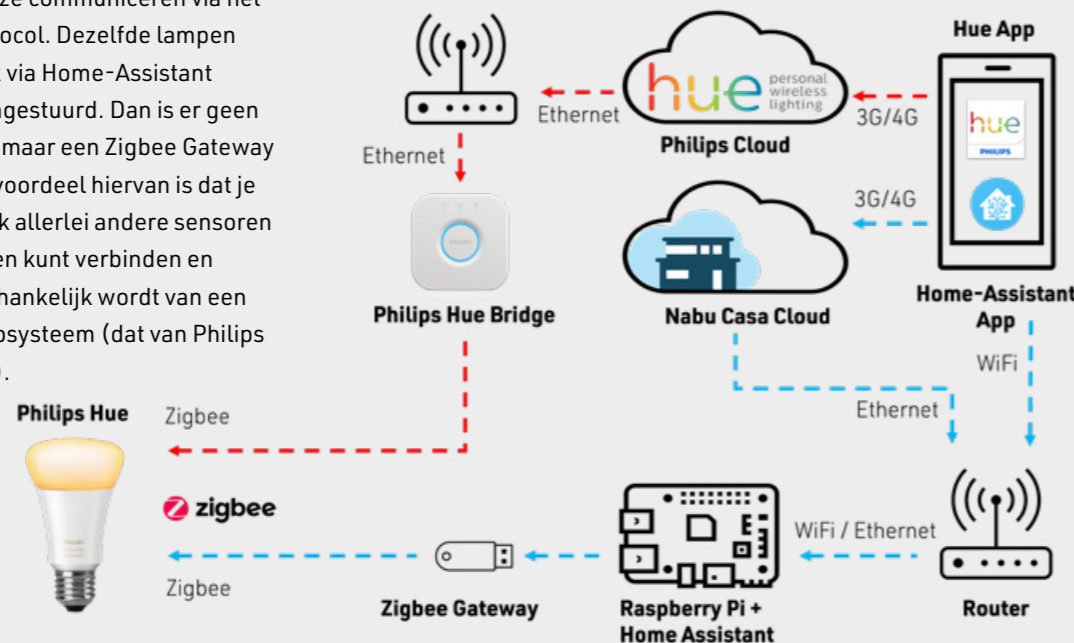 ze communiceren via het
ocol. Dezelfde lampen
via Home-Assistant
gestuurd. Dan is er geen
maar een Zigbee Gateway
voordeel hiervan is dat je
k allerlei andere sensoren
en kunt verbinden en
hankelijk wordt van een
osysteem (dat van Philips
).
Hue App
hue personal
wireless
lighting
Ethernet
3G/4G
hue
PHILIPS
Philips Cloud
Ethernet
3G/4G
Philips Hue Bridge
Nabu Casa Cloud
Home-Assistant
App
WiFi
Philips Hue
Zigbee
Ethernet
zigbee
WiFi / Ethernet
Zigbee
Zigbee Gateway
Raspberry Pi +
Home Assistant
Router